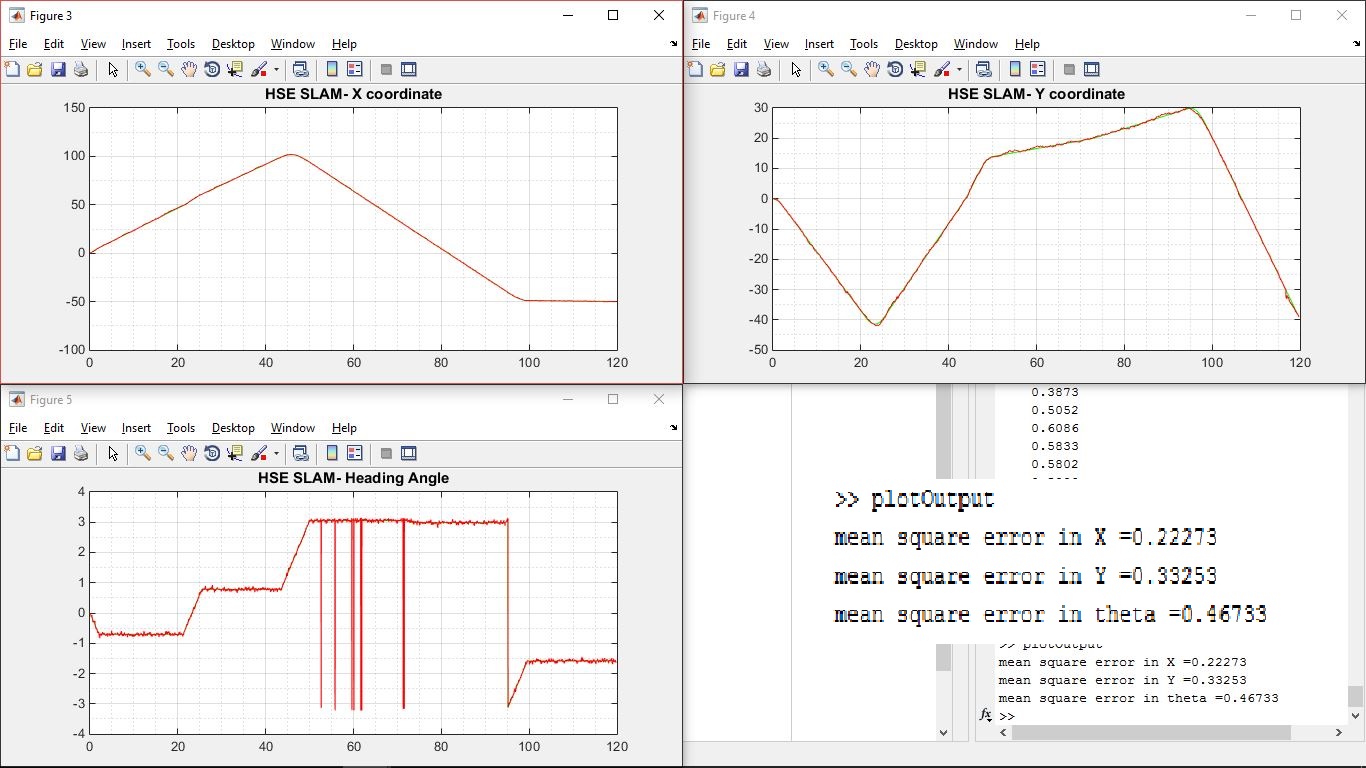 Figure 3
File Edit View Insert Tools Desktop Window Help
HSE SLAM- X coordinate
150
100
50
0
-50
-100
0 20 40 60 80 100 120
Figure 4
File Edit View Insert Tools Desktop Window Help
HSE SLAM- Y coordinate
30
20
10
0
-10
-20
-30
-40
-50
0 20 40 60 80 100 120
Figure 5
File Edit View Insert Tools Desktop Window Help
HSE SLAM- Heading Angle
4
3
2
1
0
-1
-2
-3
-4
0 20 40 60 80 100 120
0.3873
0.5052
0.6086
0.5833
0.5802
>> plotOutput
mean square error in X =0.22273
mean square error in Y =0.33253
mean square error in theta =0.46733
>> plotOutput
mean square error in X =0.22273
mean square error in Y =0.33253
mean square error in theta =0.46733
fx >>